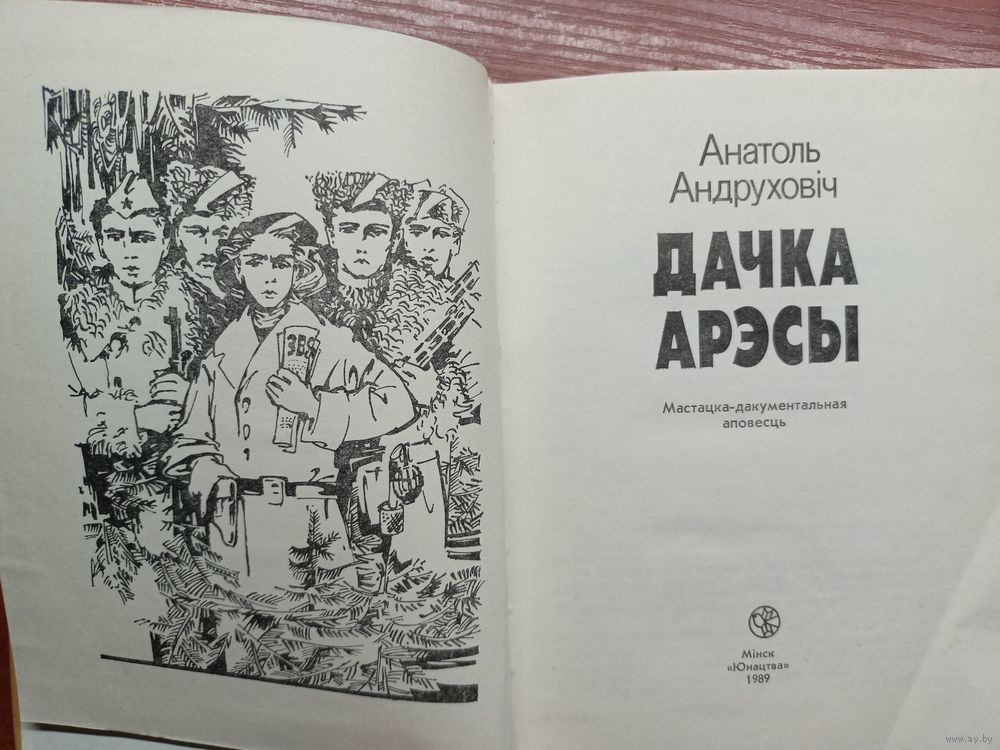 ЗВЯ
Анатоль
Андруховіч
ДАЧКА
АРЭСЫ
Мастацка-дакументальная
аповесць
Мінск
«Юнацтва»
1989
www.ay.by